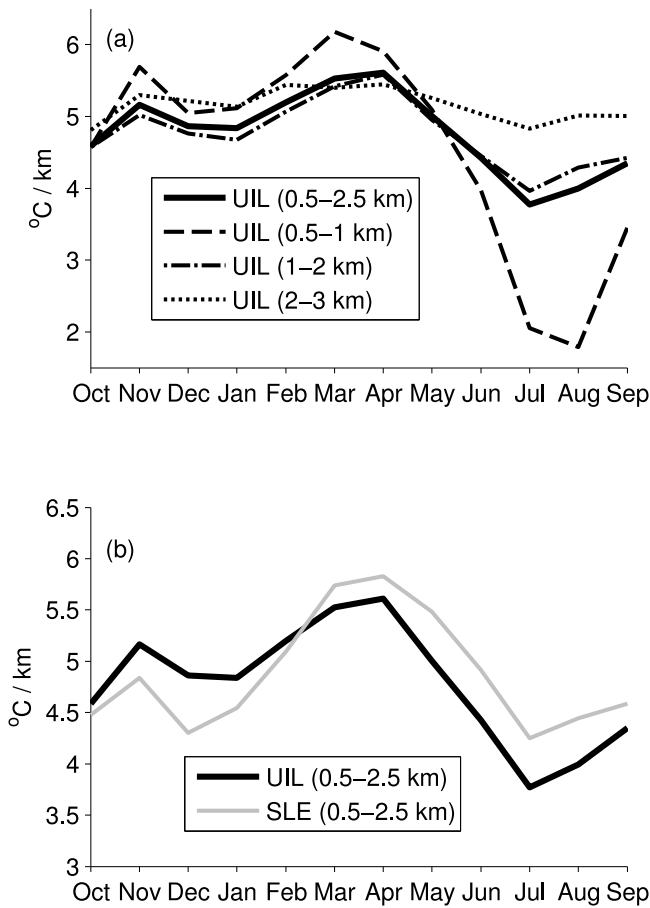 (a)
6
5
4
3
2
°C / km
UIL (0.5–2.5 km)
UIL (0.5–1 km)
UIL (1–2 km)
UIL (2–3 km)
Oct Nov Dec Jan Feb Mar Apr May Jun Jul Aug Sep
(b)
6.5
6
5.5
5
4.5
4
3.5
3
°C / km
UIL (0.5–2.5 km)
SLE (0.5–2.5 km)
Oct Nov Dec Jan Feb Mar Apr May Jun Jul Aug Sep